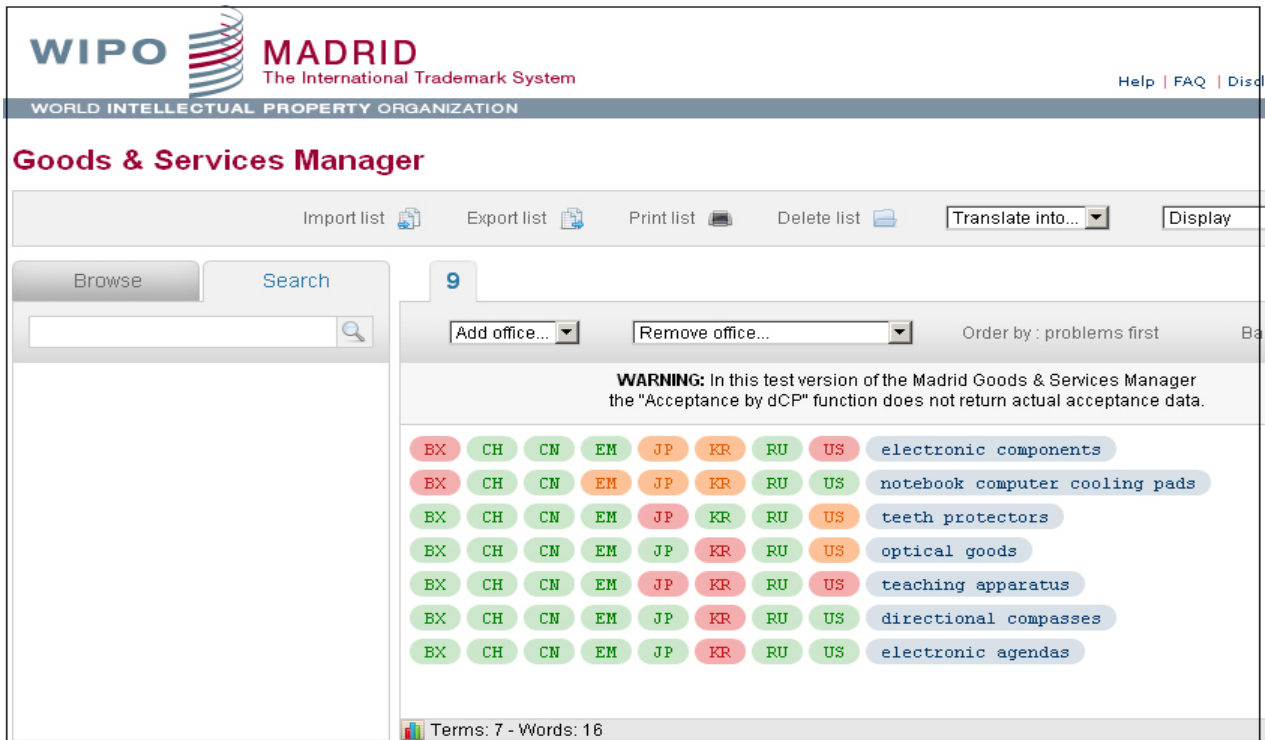 WIPO MADRID
The International Trademark System
Help | FAQ | Discl
WORLD INTELLECTUAL PROPERTY ORGANIZATION
Goods & Services Manager
Import list Export list Print list Delete list Translate into... Display
Browse Search 9
Add office... Remove office... Order by : problems first Ba
WARNING: In this test version of the Madrid Goods & Services Manager
the "Acceptance by dCP" function does not return actual acceptance data.
BX CH CN EM JP KR RU US electronic components
BX CH CN EM JP KR RU US notebook computer cooling pads
BX CH CN EM JP KR RU US teeth protectors
BX CH CN EM JP KR RU US optical goods
BX CH CN EM JP KR RU US teaching apparatus
BX CH CN EM JP KR RU US directional compasses
BX CH CN EM JP KR RU US electronic agendas
Terms: 7 - Words: 16